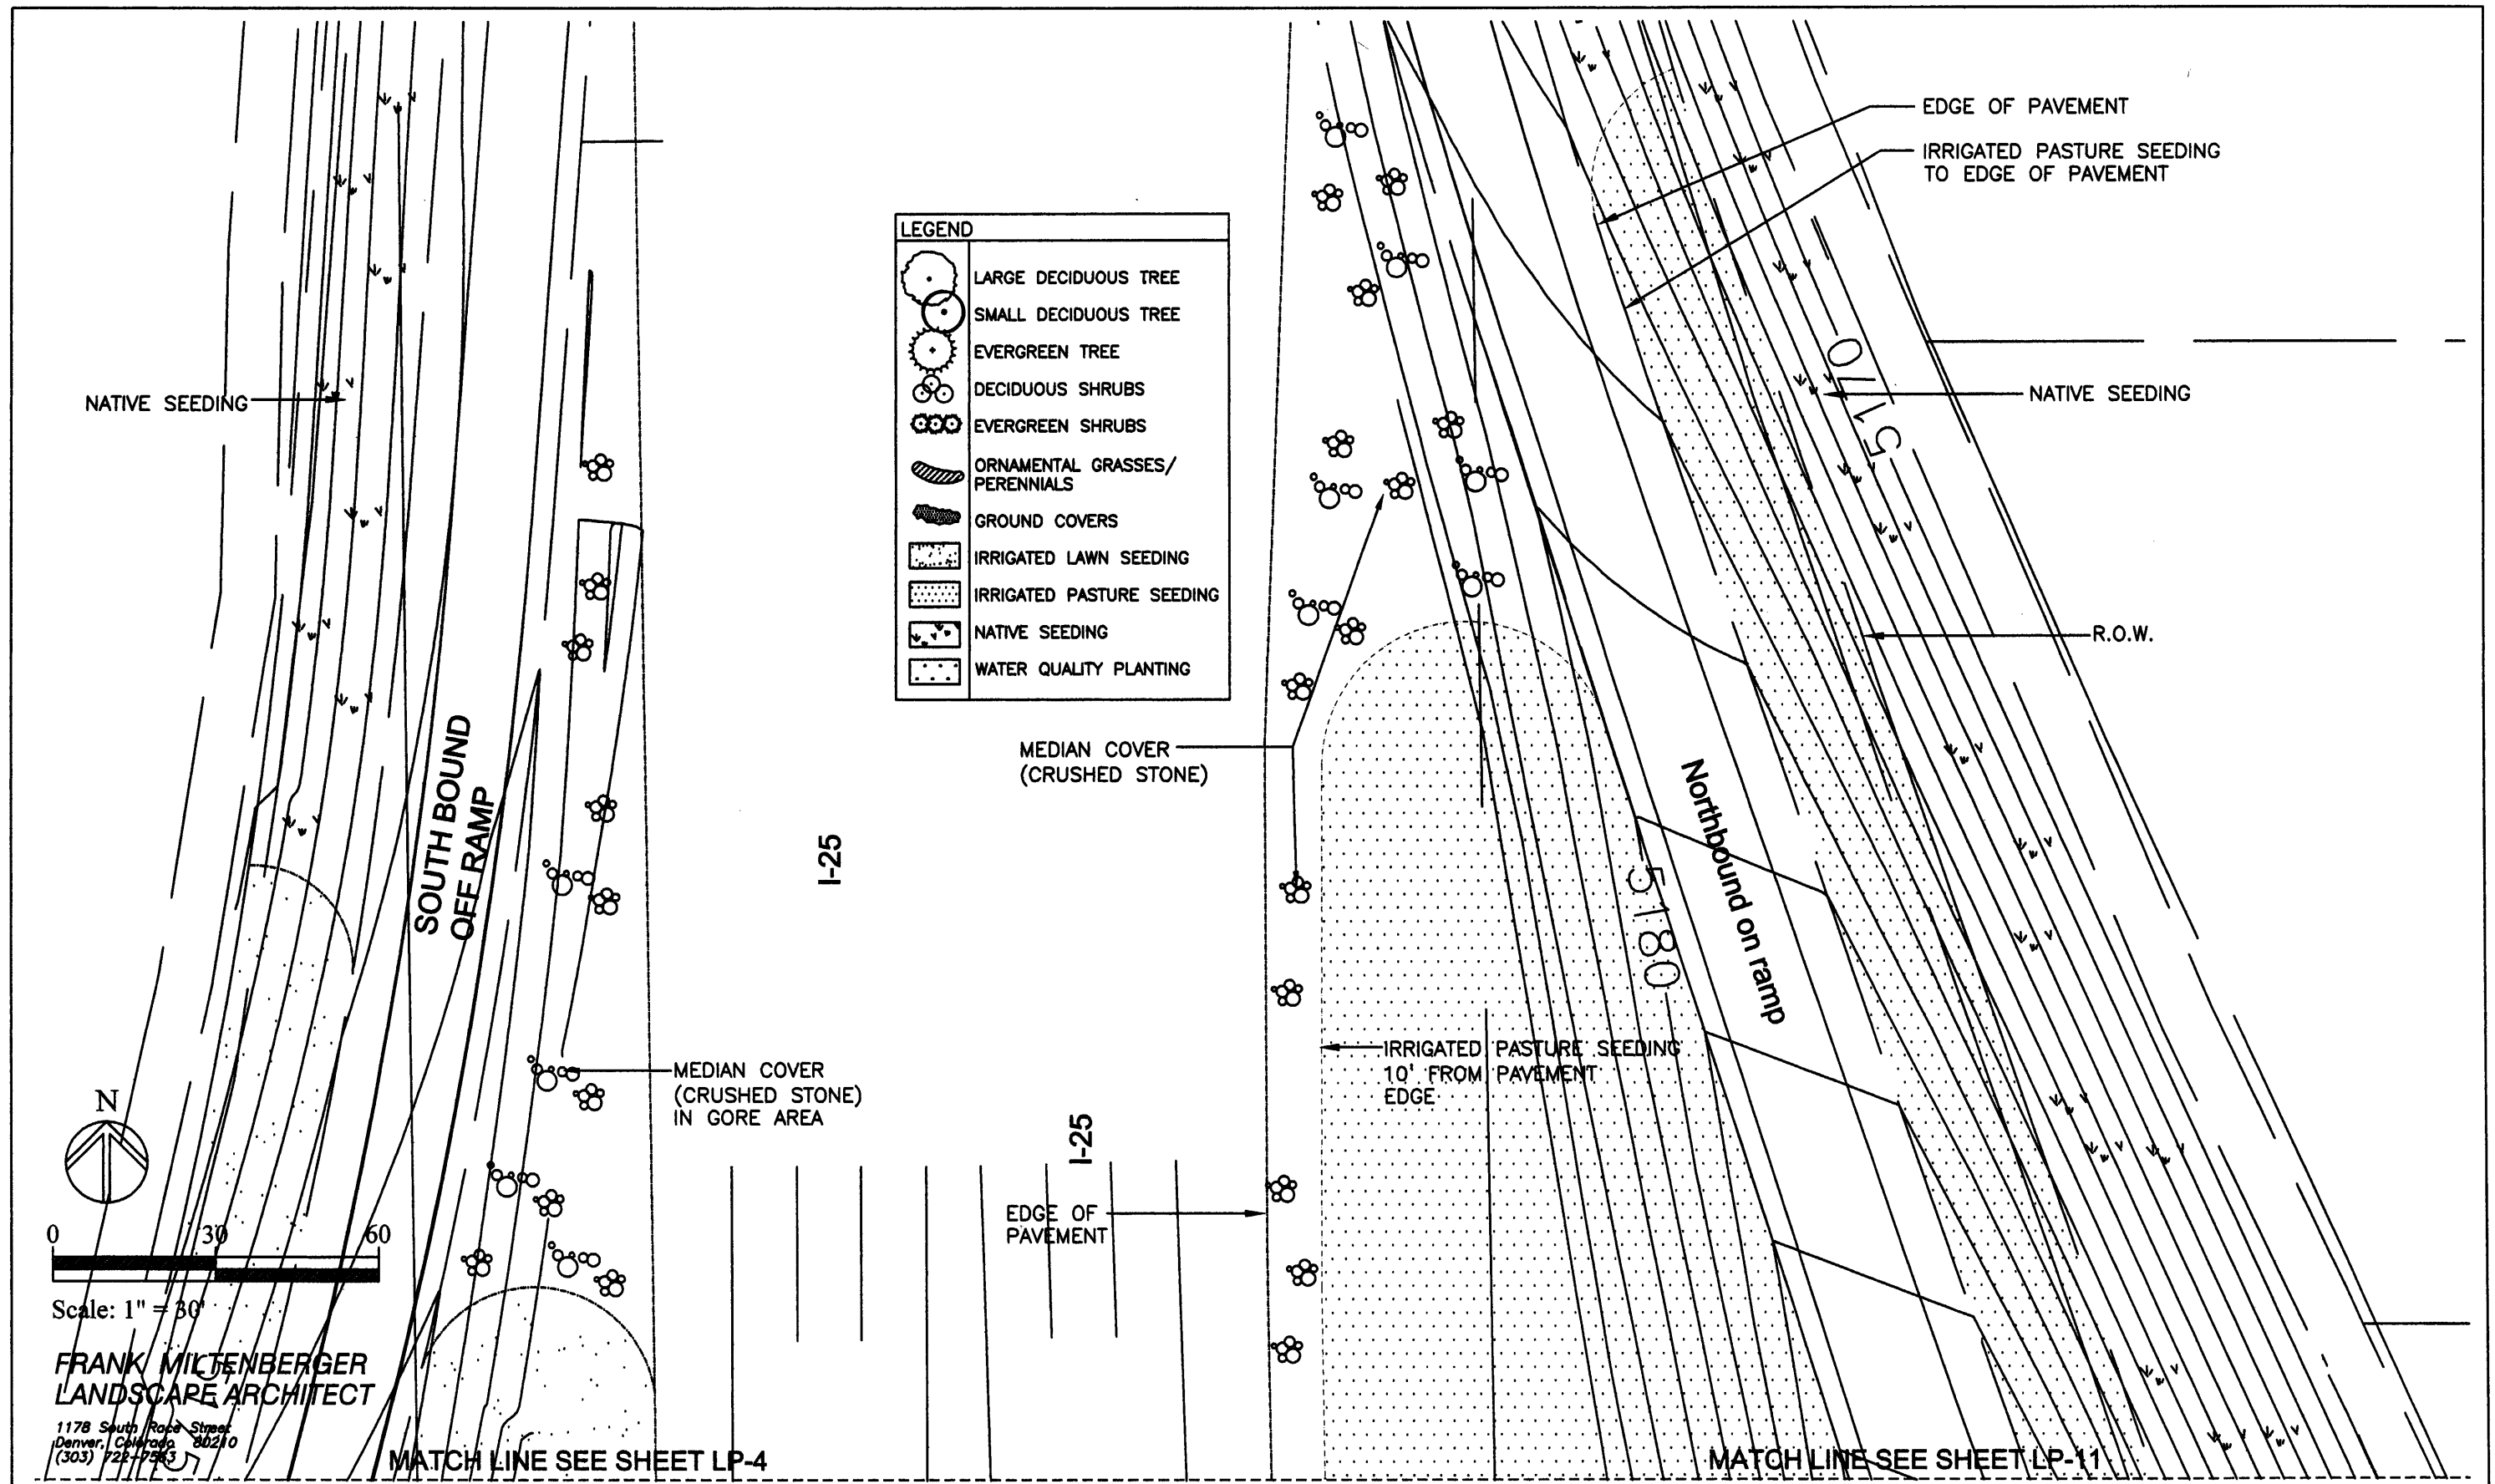 EDGE OF PAVEMENT
IRRIGATED PASTURE SEEDING
TO EDGE OF PAVEMENT
LEGEND
LARGE DECIDUOUS TREE
SMALL DECIDUOUS TREE
EVERGREEN TREE
DECIDUOUS SHRUBS
EVERGREEN SHRUBS
ORNAMENTAL GRASSES/
PERENNIALS
GROUND COVERS
IRRIGATED LAWN SEEDING
IRRIGATED PASTURE SEEDING
NATIVE SEEDING
WATER QUALITY PLANTING
NATIVE SEEDING
5170
NATIVE SEEDING
R.O.W.
MEDIAN COVER
(CRUSHED STONE)
SOUTH BOUND
OFF RAMP
I-25
5180
Northbound on ramp
MEDIAN COVER
(CRUSHED STONE)
IN GORE AREA
IRRIGATED PASTURE SEEDING
10' FROM PAVEMENT
EDGE
I-25
EDGE OF
PAVEMENT
N
0 30 60
Scale: 1" = 30'
FRANK MILTENBERGER
LANDSCAPE ARCHITECT
1178 South Race Street
Denver, Colorado 80210
(303) 722-7563
MATCH LINE SEE SHEET LP-4
MATCH LINE SEE SHEET LP-11